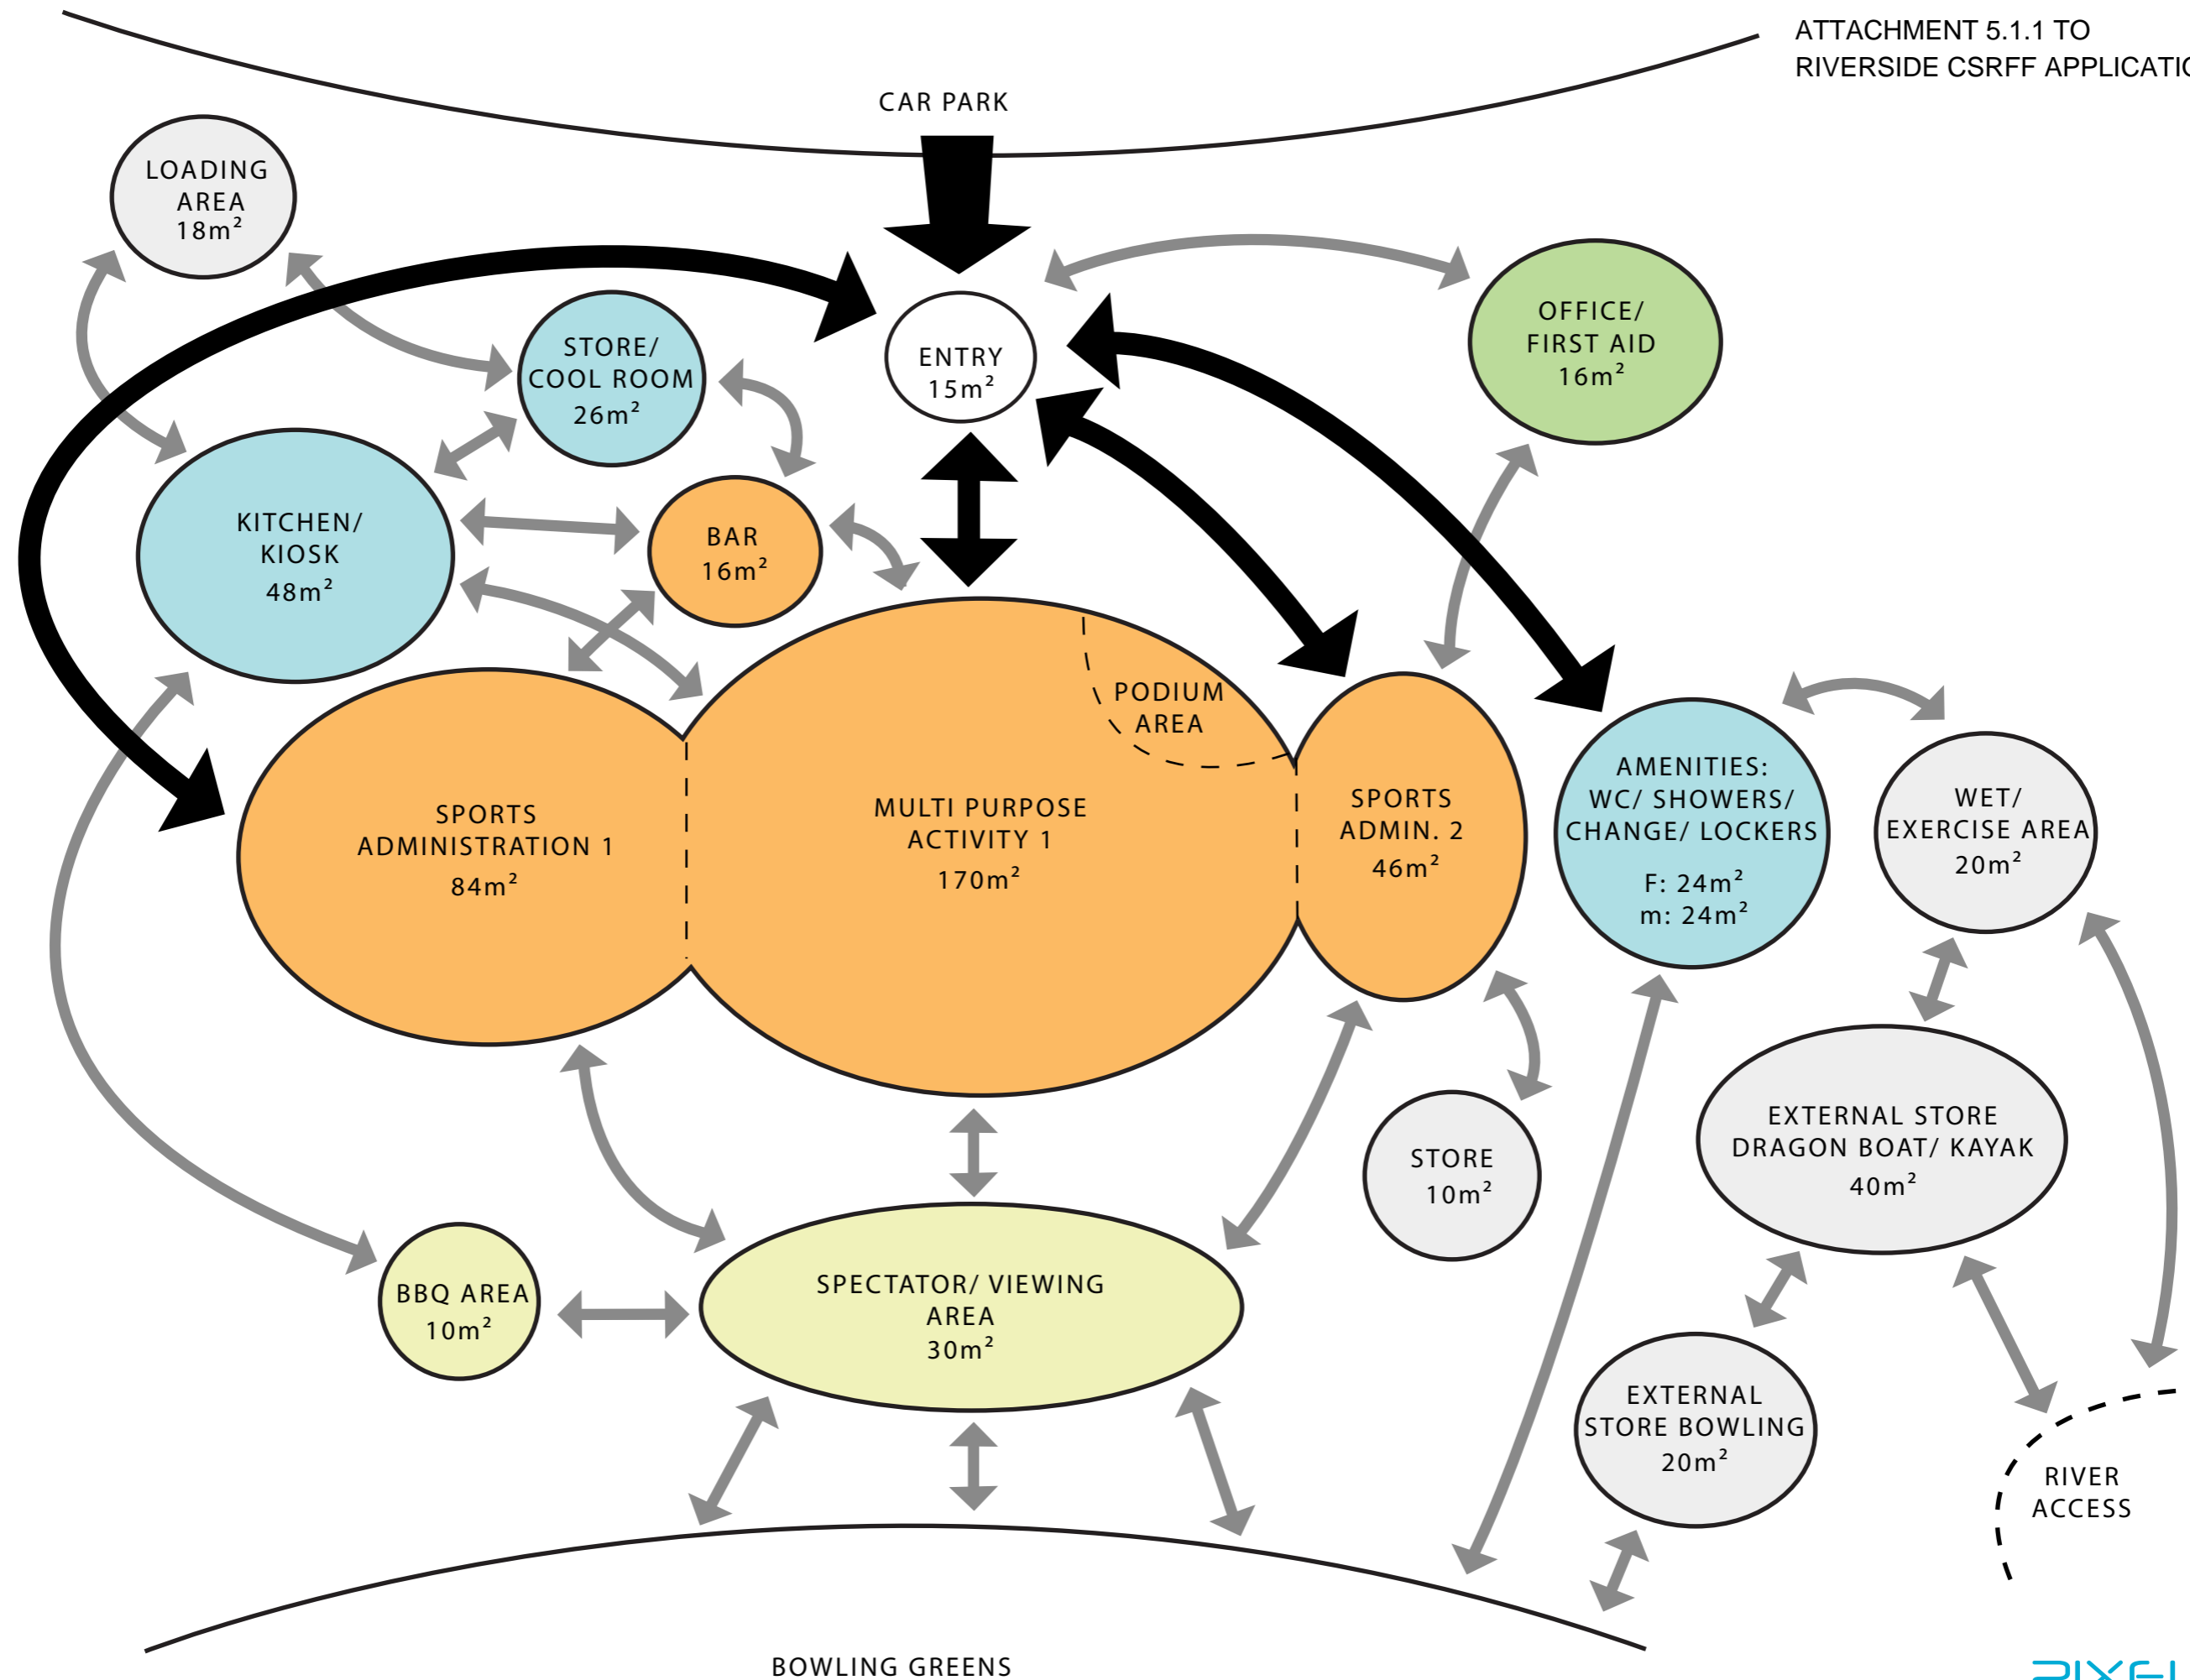 ATTACHMENT 5.1.1 TO
RIVERSIDE CSRFF
CAR PARK
LOADING
AREA
18m²
STORE/
COOL ROOM
26m²
ENTRY
15m²
OFFICE/
FIRST AID
16m²
KITCHEN/
KIOSK
48m²
BAR
16m²
PODIUM
AREA
SPORTS
ADMINISTRATION 1
84m²
MULTI PURPOSE
ACTIVITY 1
170m²
SPORTS
ADMIN. 2
46m²
AMENITIES:
WC/ SHOWERS/
CHANGE/ LOCKERS
F: 24m²
m: 24m²
WET/
EXERCISE AREA
20m²
EXTERNAL STORE
DRAGON BOAT/ KAYAK
40m²
STORE
10m²
BBQ AREA
10m²
SPECTATOR/ VIEWING
AREA
30m²
EXTERNAL
STORE BOWLING
20m²
RIVER
ACCESS
BOWLING GREENS